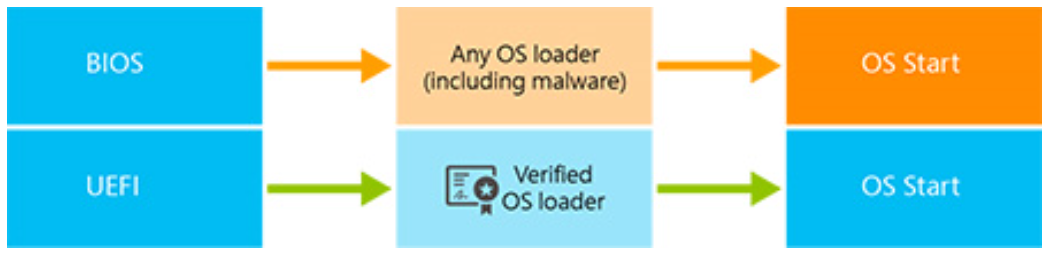 BIOS
Any OS loader
(including malware)
OS Start
UEFI
Verified
OS loader
OS Start